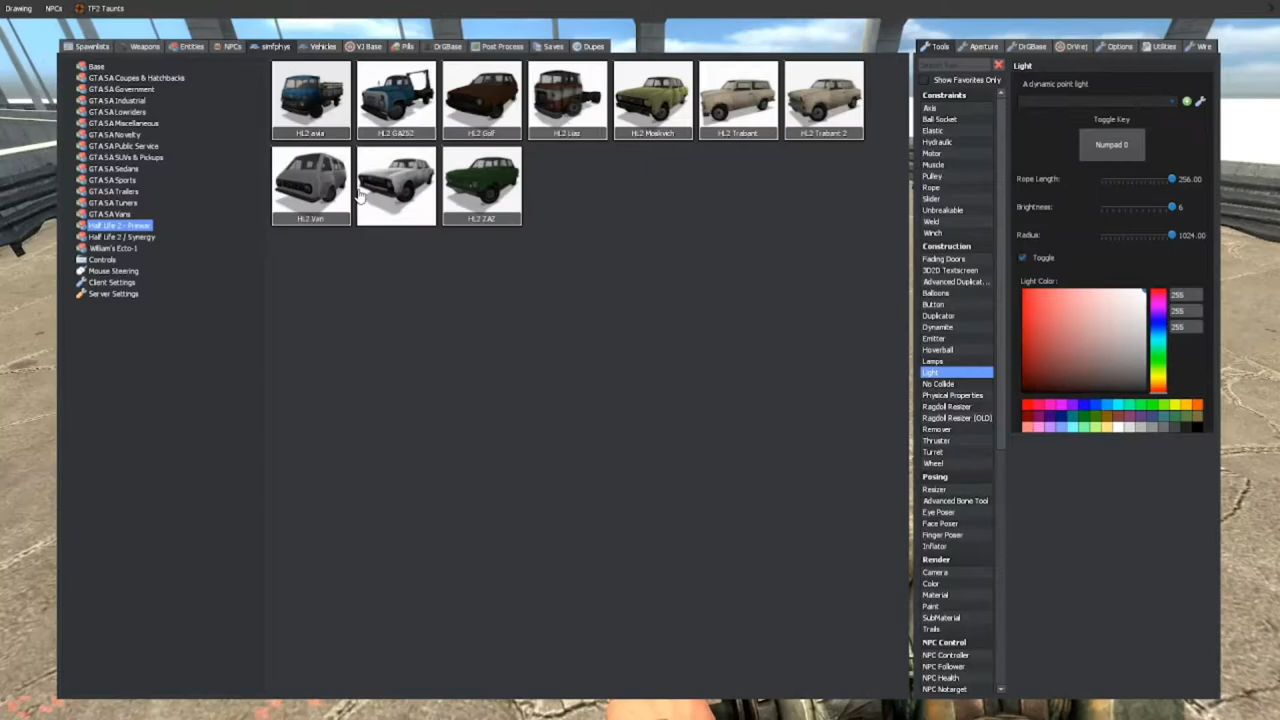 Drawing NPCs TF2 Taunts
Spawnlists Weapons Entities NPCs simfphys Vehicles VJ Base Pills DrGBase Post Process Saves Dupes
Base
GTA SA Coupes & Hatchbacks
GTA SA Government
GTA SA Industrial
GTA SA Lowriders
GTA SA Miscellaneous
GTA SA Novelty
GTA SA Public Service
GTA SA SUVs & Pickups
GTA SA Sedans
GTA SA Sports
GTA SA Trailers
GTA SA Tuners
GTA SA Vans
Half Life 2 - Prewar
Half Life 2 / Synergy
William's Ecto-1
Controls
Mouse Steering
Client Settings
Server Settings
HL2 avia
HL2 GAZ52
HL2 Golf
HL2 Liaz
HL2 Moskvich
HL2 Trabant
HL2 Trabant 2
HL2 Van
HL2 ZAZ
Tools Aperture DrGBase DrVrej Options Utilities Wire
Show Favorites Only
Constraints
Axis
Ball Socket
Elastic
Hydraulic
Motor
Muscle
Pulley
Rope
Slider
Unbreakable
Weld
Winch
Construction
Fading Doors
3D2D Textscreen
Advanced Duplicat...
Balloons
Button
Duplicator
Dynamite
Emitter
Hoverball
Lamps
Light
No Collide
Physical Properties
Ragdoll Resizer
Ragdoll Resizer (OLD)
Remover
Thruster
Turret
Wheel
Posing
Resizer
Advanced Bone Tool
Eye Poser
Face Poser
Finger Poser
Inflator
Render
Camera
Color
Material
Paint
SubMaterial
Trails
NPC Control
NPC Controller
NPC Follower
NPC Health
NPC Notarget
Light
A dynamic point light
Toggle Key
Numpad 0
Rope Length: 256.00
Brightness: 6
Radius: 1024.00
Toggle
Light Color:
255
255
255